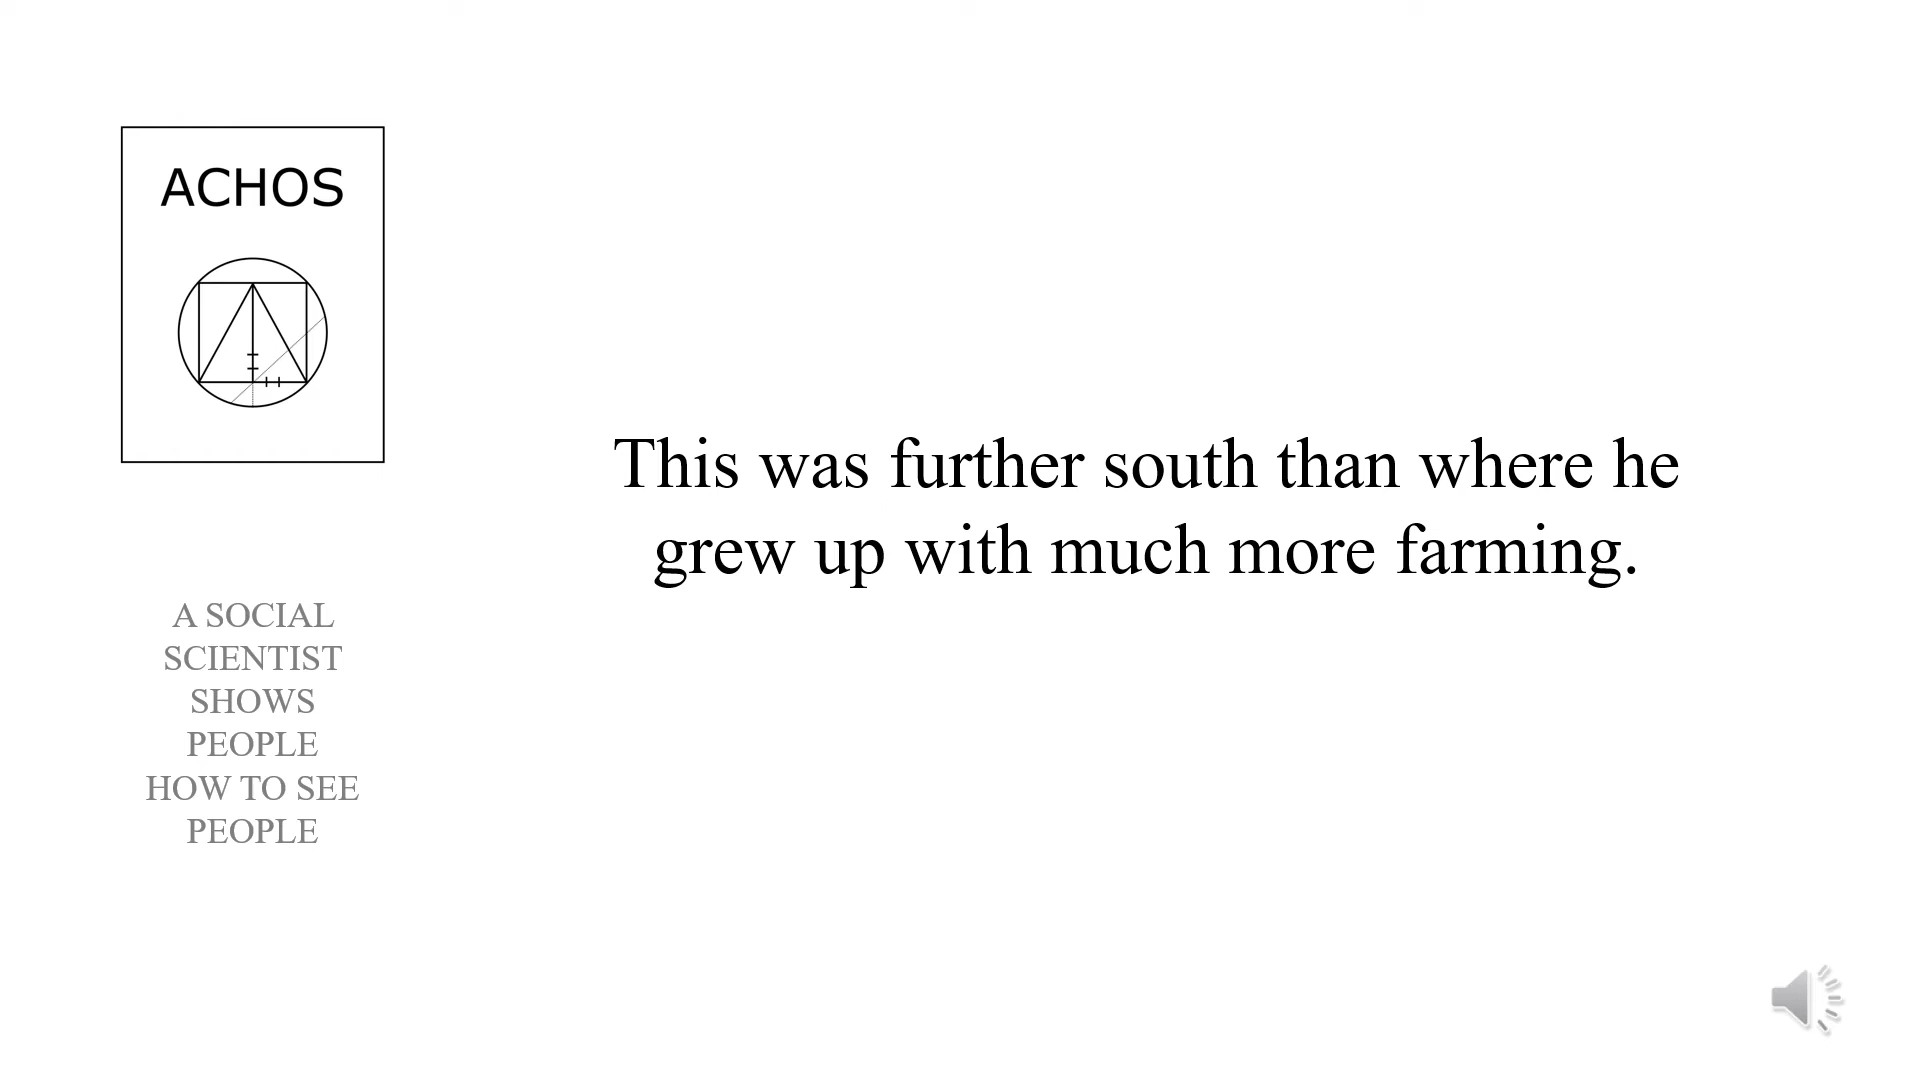 ACHOS
A SOCIAL
SCIENTIST
SHOWS
PEOPLE
HOW TO SEE
PEOPLE
This was further south than where he
grew up with much more farming.